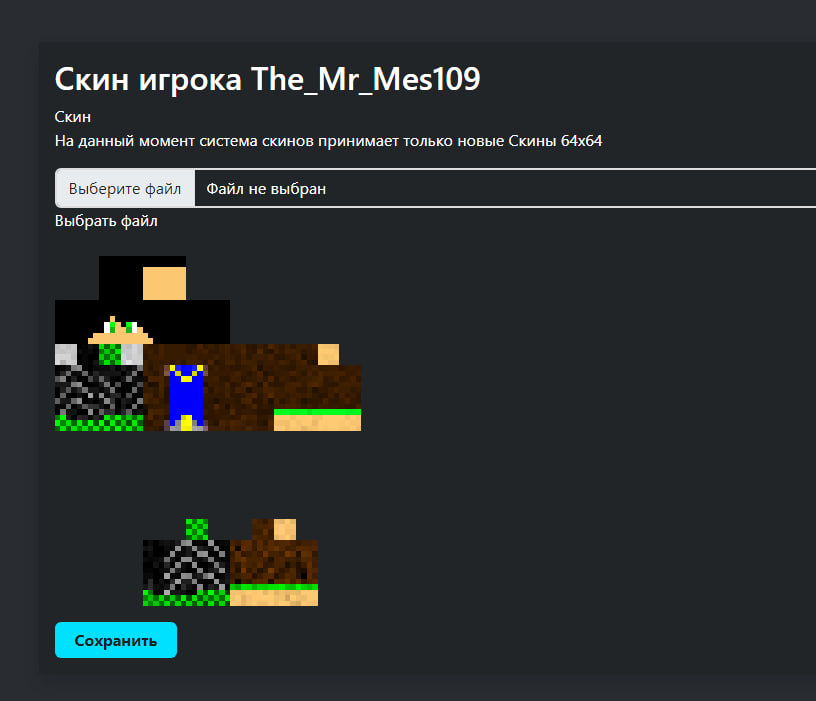 Скин игрока The_Mr_Mes109
Скин
На данный момент система скинов принимает только новые Скины 64x64
Выберите файл Файл не выбран
Выбрать файл
Сохранить